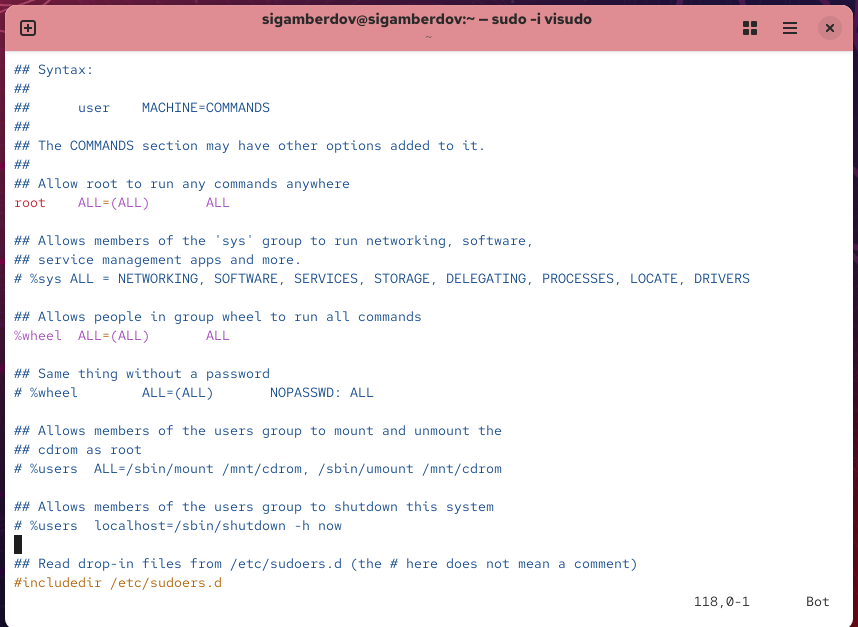 sigamberdov@sigamberdov:~ — sudo -i visudo
~
## Syntax:
##
##      user    MACHINE=COMMANDS
##
## The COMMANDS section may have other options added to it.
##
## Allow root to run any commands anywhere
root    ALL=(ALL)       ALL

## Allows members of the 'sys' group to run networking, software,
## service management apps and more.
# %sys ALL = NETWORKING, SOFTWARE, SERVICES, STORAGE, DELEGATING, PROCESSES, LOCATE, DRIVERS

## Allows people in group wheel to run all commands
%wheel  ALL=(ALL)       ALL

## Same thing without a password
# %wheel        ALL=(ALL)       NOPASSWD: ALL

## Allows members of the users group to mount and unmount the
## cdrom as root
# %users  ALL=/sbin/mount /mnt/cdrom, /sbin/umount /mnt/cdrom

## Allows members of the users group to shutdown this system
# %users  localhost=/sbin/shutdown -h now

## Read drop-in files from /etc/sudoers.d (the # here does not mean a comment)
#includedir /etc/sudoers.d
118,0-1       Bot